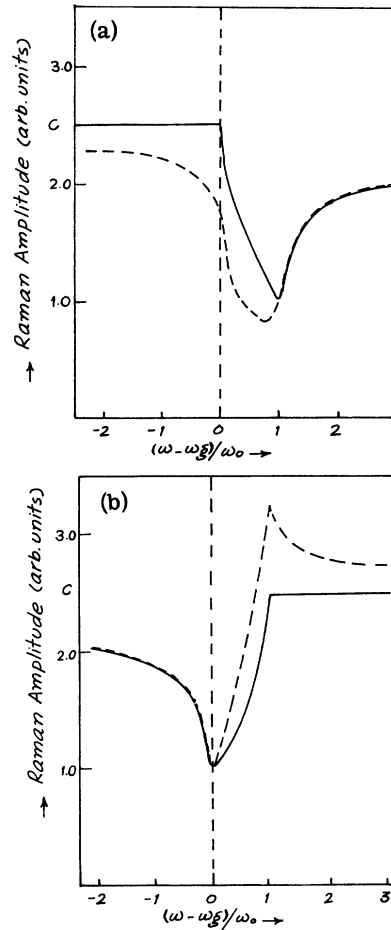 (a)
→ Raman Amplitude (arb. units)
3.0
C
2.0
1.0
-2 -1 0 1 2
(ω-ωg)/ω₀ →
(b)
→ Raman Amplitude (arb. units)
3.0
C
2.0
1.0
-2 -1 0 1 2 3
(ω-ωg)/ω₀ →